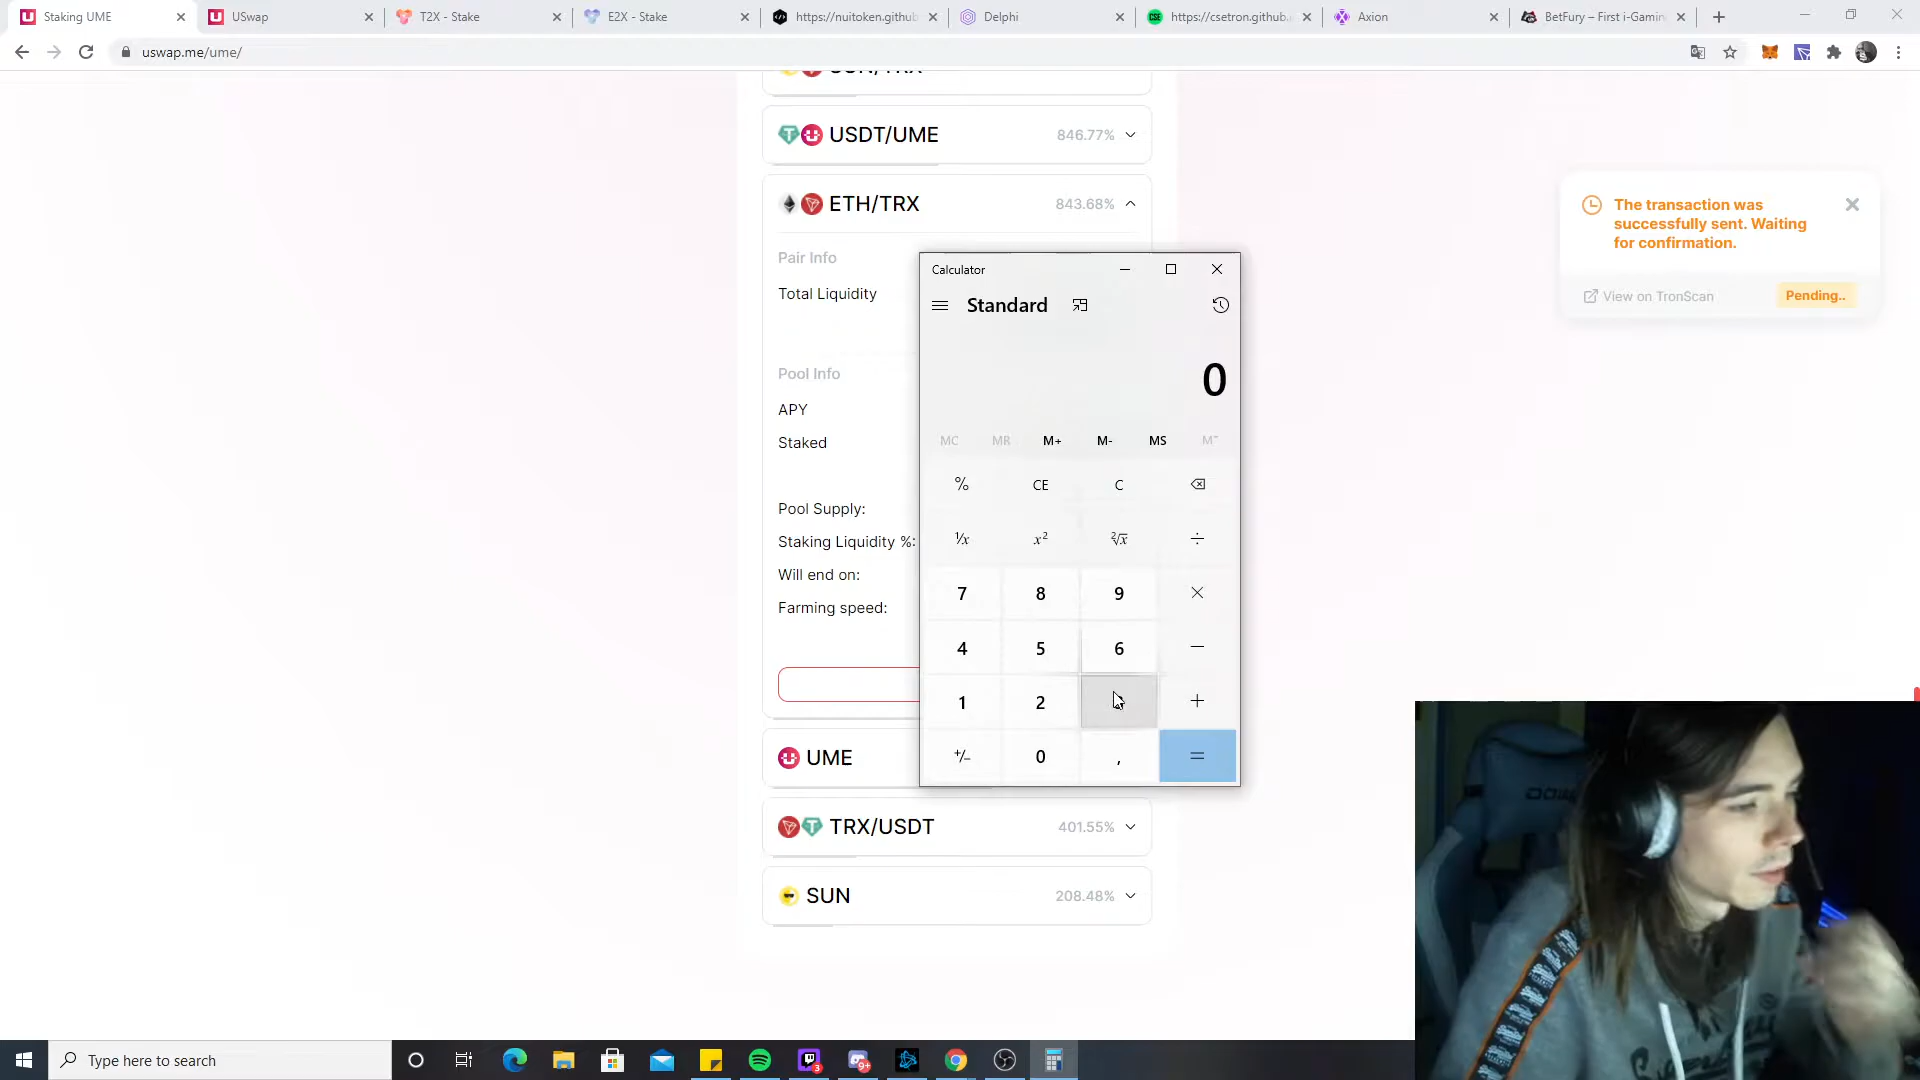 Staking UME
USwap
T2X - Stake
E2X - Stake
https://nuitoken.github
Delphi
https://csetron.github.
Axion
BetFury – First i-Gamin
uswap.me/ume/
SUN/TRX
USDT/UME 846.77%
ETH/TRX 843.68%
Pair Info
Total Liquidity
Pool Info
APY
Staked
Pool Supply:
Staking Liquidity %:
Will end on:
Farming speed:
UME
TRX/USDT 401.55%
SUN 208.48%
Calculator
Standard
0
MC MR M+ M- MS M˅
% CE C
¹/x x² ²√x ÷
7 8 9 ×
4 5 6 −
1 2 +
+/− 0 , =
The transaction was
successfully sent. Waiting
for confirmation.
View on TronScan Pending..
Type here to search
3
9+